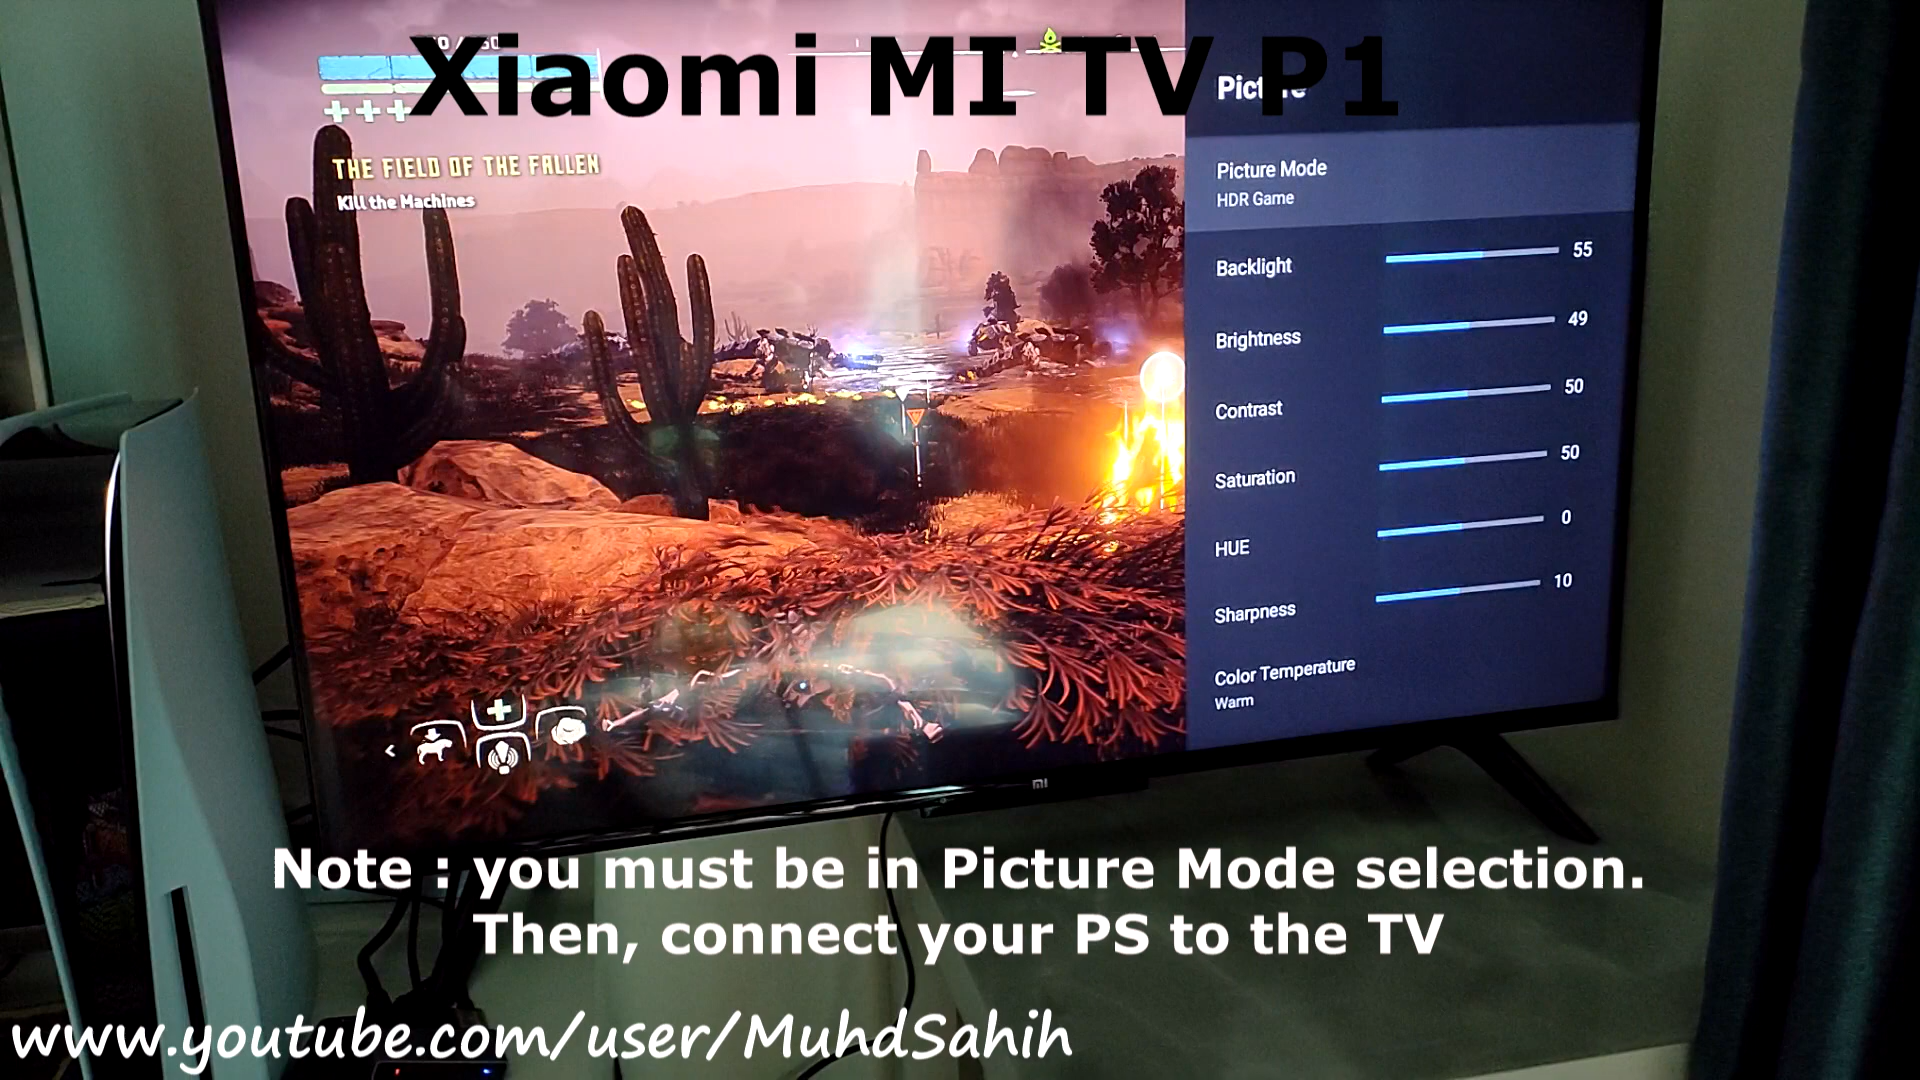 Xiaomi MI TV P1
Picture
THE FIELD OF THE FALLEN
Kill the Machines
Picture Mode
HDR Game
Backlight 55
Brightness 49
Contrast 50
Saturation 50
HUE 0
Sharpness 10
Color Temperature
Warm
mi
Note : you must be in Picture Mode selection.
Then, connect your PS to the TV
www.youtube.com/user/MuhdSahih